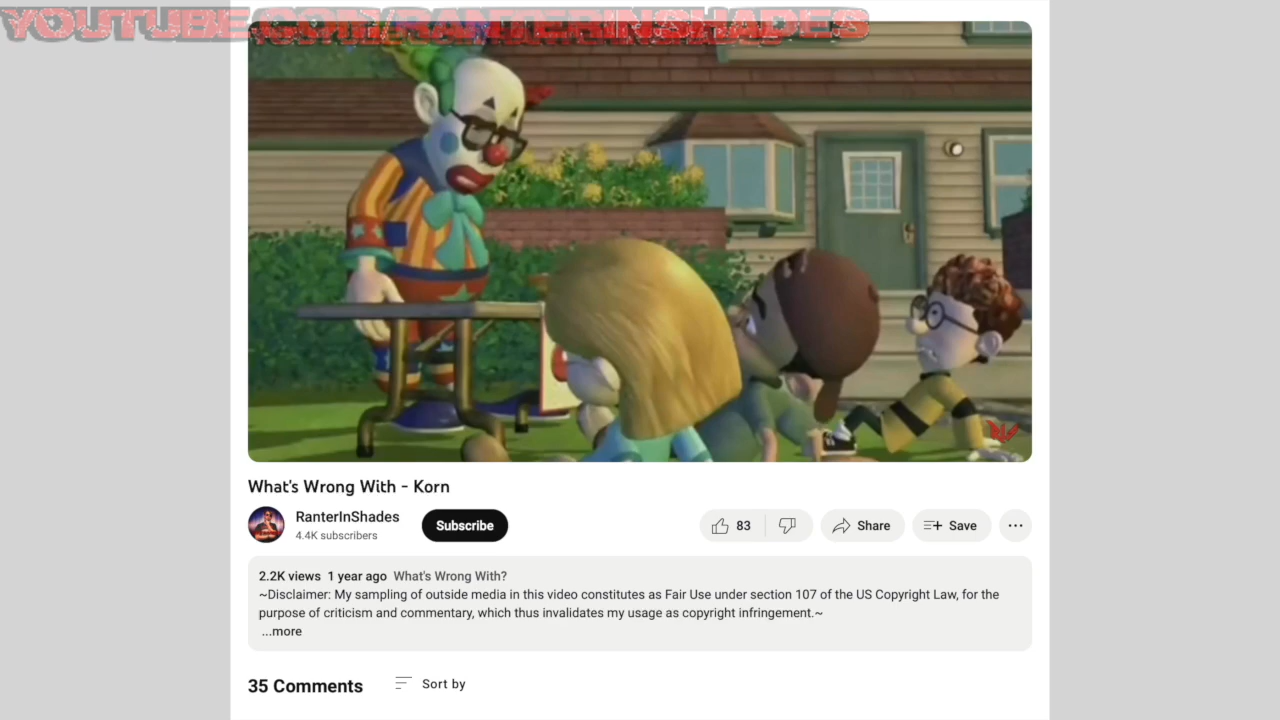 YOUTUBE.COM/RANTERINSHADES
What's Wrong With - Korn
RanterInShades
4.4K subscribers
Subscribe
83
Share
Save
2.2K views 1 year ago What's Wrong With?
~Disclaimer: My sampling of outside media in this video constitutes as Fair Use under section 107 of the US Copyright Law, for the
purpose of criticism and commentary, which thus invalidates my usage as copyright infringement.~
...more
35 Comments
Sort by